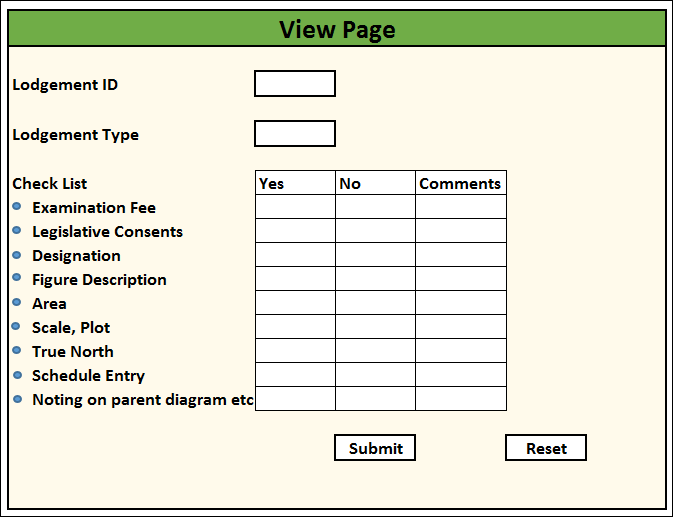 View Page
Lodgement ID
Lodgement Type
Check List Yes No Comments
Examination Fee
Legislative Consents
Designation
Figure Description
Area
Scale, Plot
True North
Schedule Entry
Noting on parent diagram etc
Submit Reset